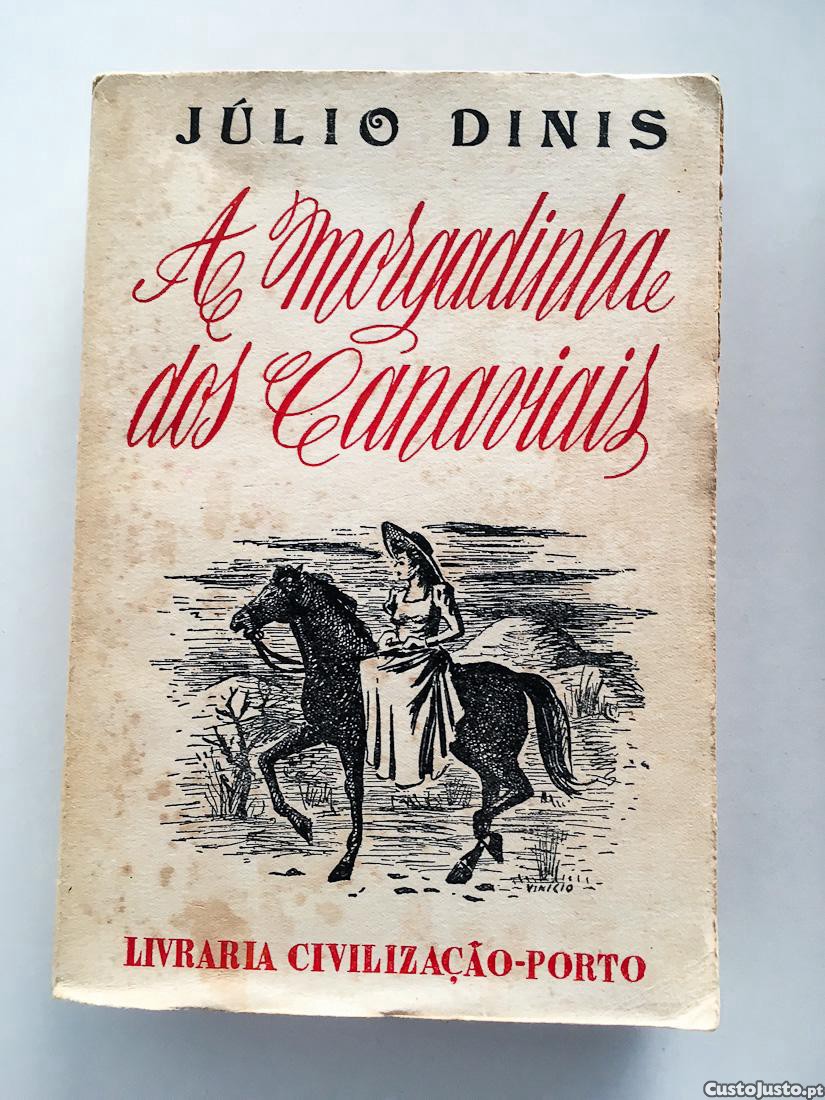 JÚLIO DINIS
A Morgadinha
dos Canaviais
VINICIO
LIVRARIA CIVILIZAÇÃO-PORTO
CustoJusto.pt